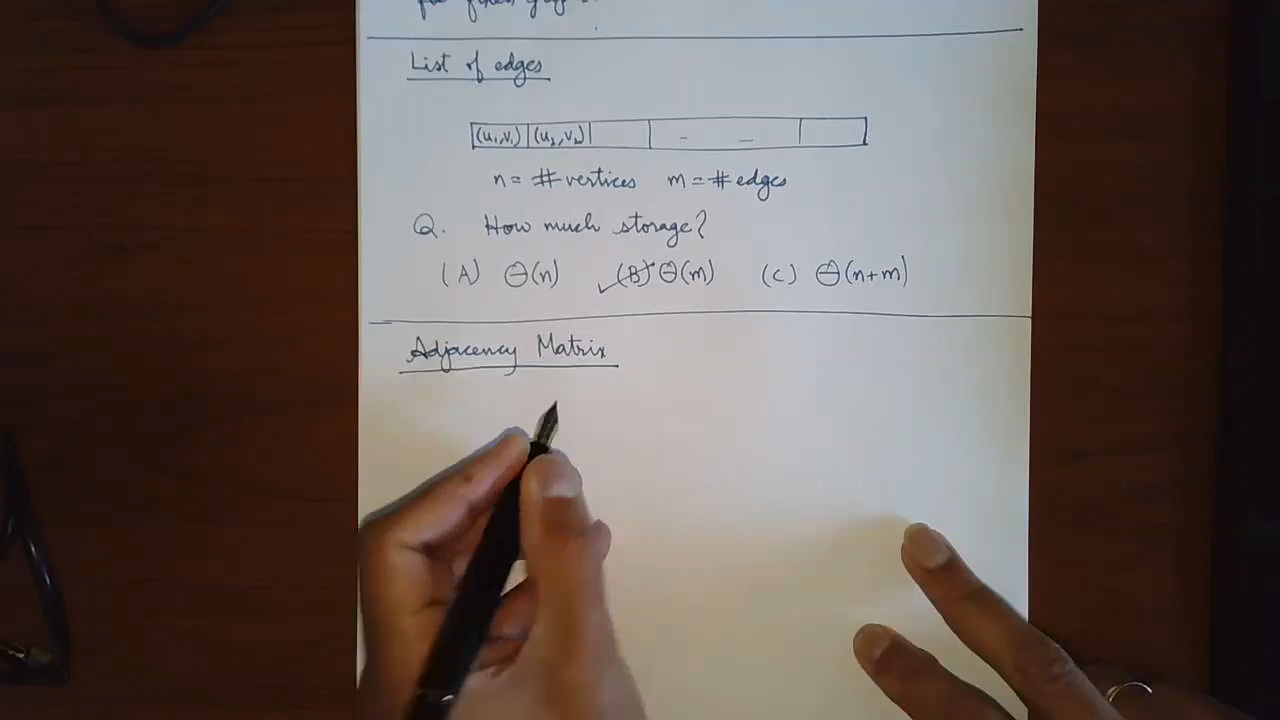 List of edges
(u₁,v₁) (u₂,v₂) - -
n = # vertices m = # edges
Q. How much storage?
(A) Θ(n) ✓(B) Θ(m) (C) Θ(n+m)
Adjacency Matrix